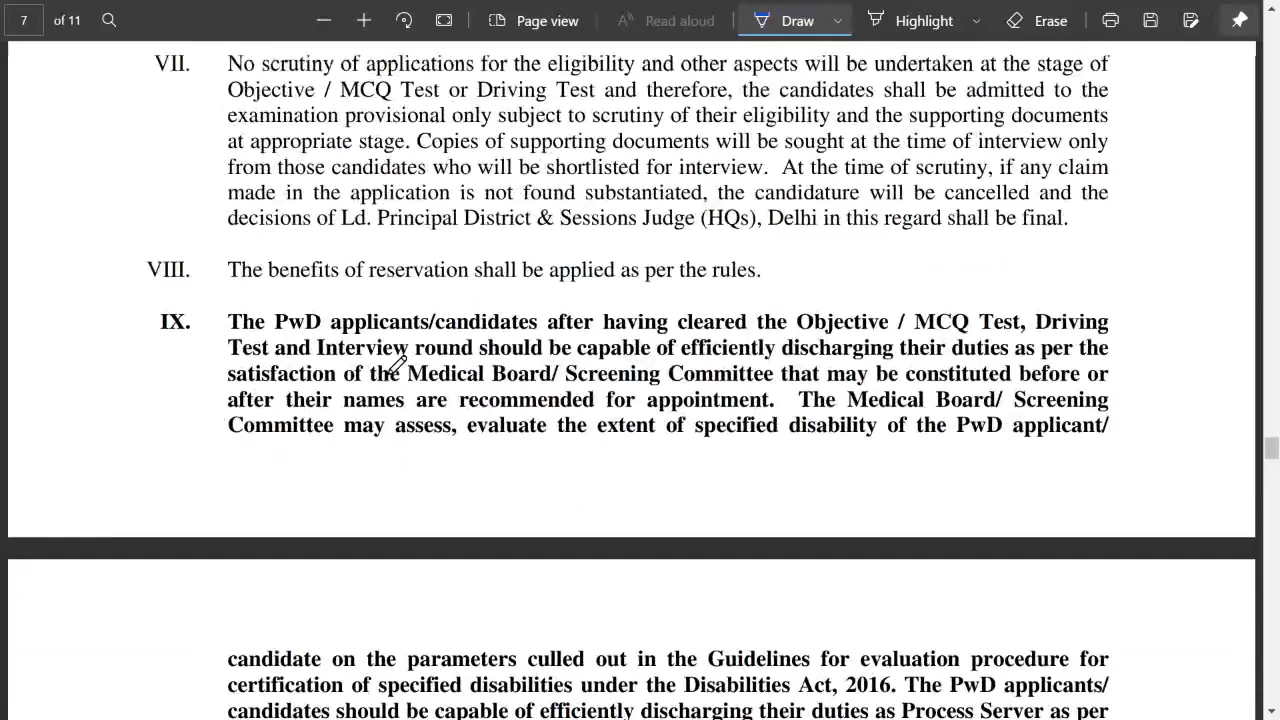 7 of 11 Page view Read aloud Draw Highlight Erase
VII. No scrutiny of applications for the eligibility and other aspects will be undertaken at the stage of
Objective / MCQ Test or Driving Test and therefore, the candidates shall be admitted to the
examination provisional only subject to scrutiny of their eligibility and the supporting documents
at appropriate stage. Copies of supporting documents will be sought at the time of interview only
from those candidates who will be shortlisted for interview. At the time of scrutiny, if any claim
made in the application is not found substantiated, the candidature will be cancelled and the
decisions of Ld. Principal District & Sessions Judge (HQs), Delhi in this regard shall be final.
VIII. The benefits of reservation shall be applied as per the rules.
IX. The PwD applicants/candidates after having cleared the Objective / MCQ Test, Driving
Test and Interview round should be capable of efficiently discharging their duties as per the
satisfaction of the Medical Board/ Screening Committee that may be constituted before or
after their names are recommended for appointment. The Medical Board/ Screening
Committee may assess, evaluate the extent of specified disability of the PwD applicant/
candidate on the parameters culled out in the Guidelines for evaluation procedure for
certification of specified disabilities under the Disabilities Act, 2016. The PwD applicants/
candidates should be capable of efficiently discharging their duties as Process Server as per